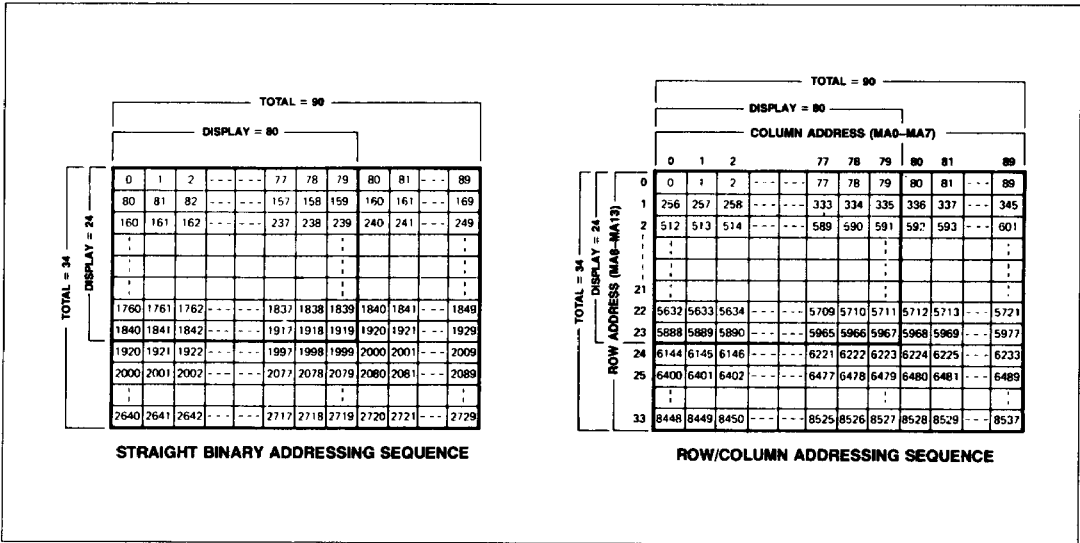 TOTAL = 90
DISPLAY = 80
TOTAL = 34
DISPLAY = 24
0 1 2 - - - - - - 77 78 79 80 81 - - - 89
80 81 82 - - - - - - 157 158 159 160 161 - - - 169
160 161 162 - - - - - - 237 238 239 240 241 - - - 249
1760 1761 1762 - - - - - - 1837 1838 1839 1840 1841 - - - 1849
1840 1841 1842 - - - - - - 1917 1918 1919 1920 1921 - - - 1929
1920 1921 1922 - - - - - - 1997 1998 1999 2000 2001 - - - 2009
2000 2001 2002 - - - - - - 2077 2078 2079 2080 2081 - - - 2089
2640 2641 2642 - - - - - - 2717 2718 2719 2720 2721 - - - 2729
STRAIGHT BINARY ADDRESSING SEQUENCE
TOTAL = 90
DISPLAY = 80
COLUMN ADDRESS (MA0–MA7)
TOTAL = 34
DISPLAY = 24
ROW ADDRESS (MA8–MA13)
0 1 2 77 78 79 80 81 89
0 0 1 2 - - - - - - 77 78 79 80 81 - - - 89
1 256 257 258 - - - - - - 333 334 335 336 337 - - - 345
2 512 513 514 - - - - - - 589 590 591 592 593 - - - 601
21
22 5632 5633 5634 - - - - - - 5709 5710 5711 5712 5713 - - - 5721
23 5888 5889 5890 - - - - - - 5965 5966 5967 5968 5969 - - - 5977
24 6144 6145 6146 - - - - - - 6221 6222 6223 6224 6225 - - - 6233
25 6400 6401 6402 - - - - - - 6477 6478 6479 6480 6481 - - - 6489
33 8448 8449 8450 - - - - - - 8525 8526 8527 8528 8529 - - - 8537
ROW/COLUMN ADDRESSING SEQUENCE